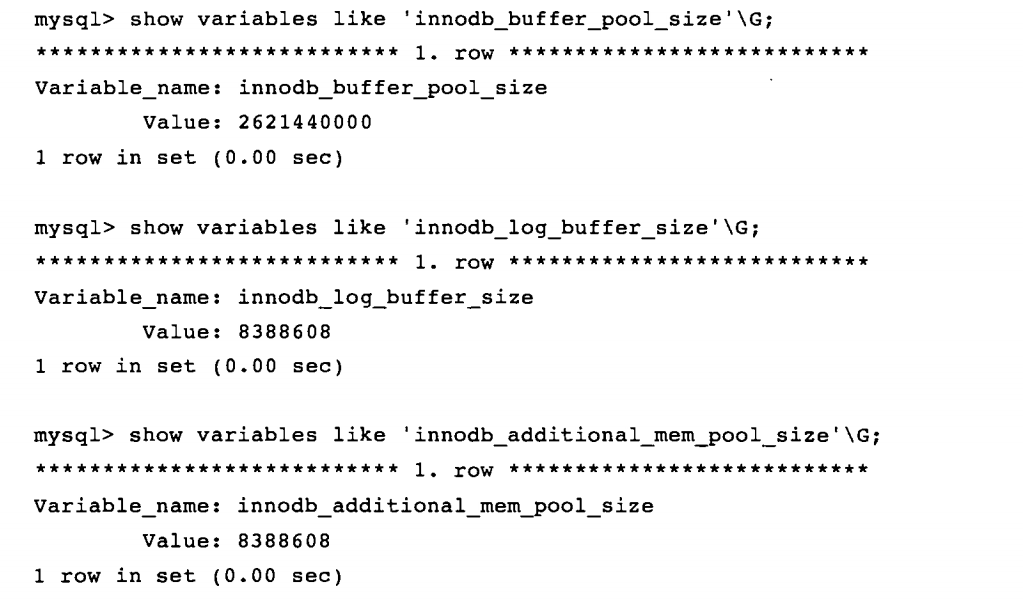 mysql> show variables like 'innodb_buffer_pool_size'\G;
*************************** 1. row ***************************
Variable_name: innodb_buffer_pool_size
        Value: 2621440000
1 row in set (0.00 sec)

mysql> show variables like 'innodb_log_buffer_size'\G;
*************************** 1. row ***************************
Variable_name: innodb_log_buffer_size
        Value: 8388608
1 row in set (0.00 sec)

mysql> show variables like 'innodb_additional_mem_pool_size'\G;
*************************** 1. row ***************************
Variable_name: innodb_additional_mem_pool_size
        Value: 8388608
1 row in set (0.00 sec)